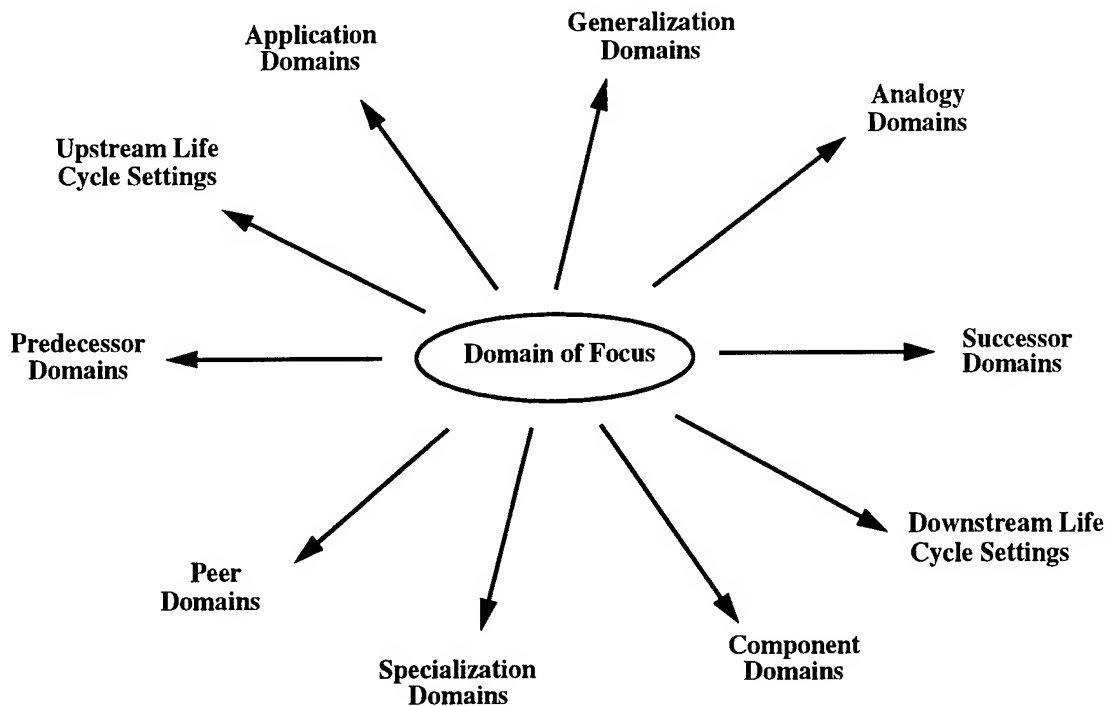 Generalization
Domains
Application
Domains
Analogy
Domains
Upstream Life
Cycle Settings
Predecessor
Domains
Domain of Focus
Successor
Domains
Downstream Life
Cycle Settings
Peer
Domains
Component
Domains
Specialization
Domains